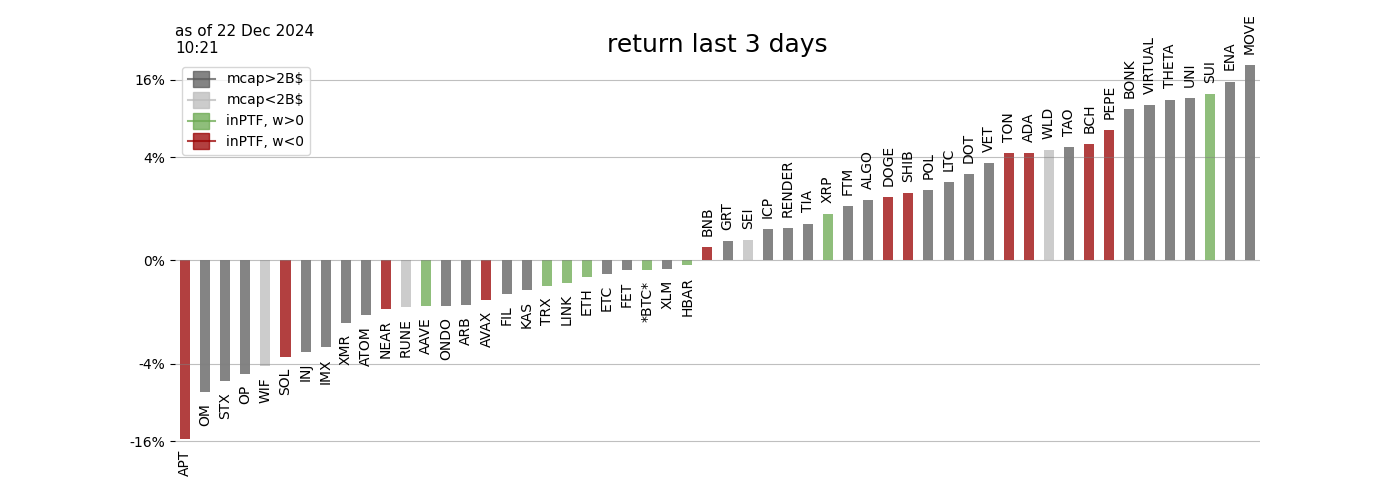 as of 22 Dec 2024
10:21
return last 3 days
mcap>2B$
mcap<2B$
inPTF, w>0
inPTF, w<0
16%
4%
0%
-4%
-16%
APT
OM
STX
OP
WIF
SOL
INJ
IMX
XMR
ATOM
NEAR
RUNE
AAVE
ONDO
ARB
AVAX
FIL
KAS
TRX
LINK
ETH
ETC
FET
*BTC*
XLM
HBAR
BNB
GRT
SEI
ICP
RENDER
TIA
XRP
FTM
ALGO
DOGE
SHIB
POL
LTC
DOT
VET
TON
ADA
WLD
TAO
BCH
PEPE
BONK
VIRTUAL
THETA
UNI
SUI
ENA
MOVE